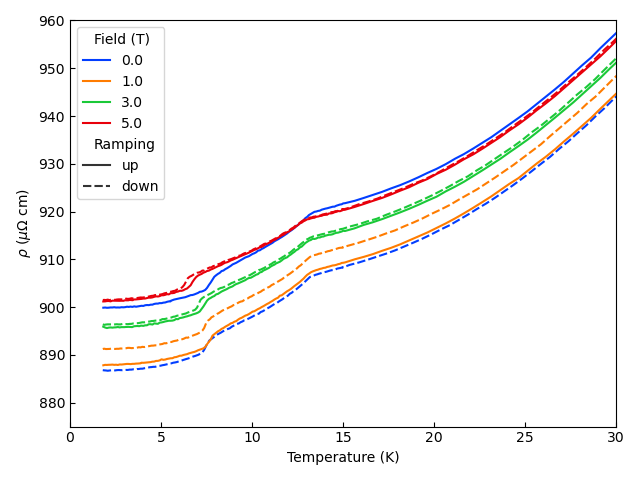 960
950
940
930
920
910
900
890
880
ρ (μΩ cm)
Field (T)
0.0
1.0
3.0
5.0
Ramping
up
down
0 5 10 15 20 25 30
Temperature (K)